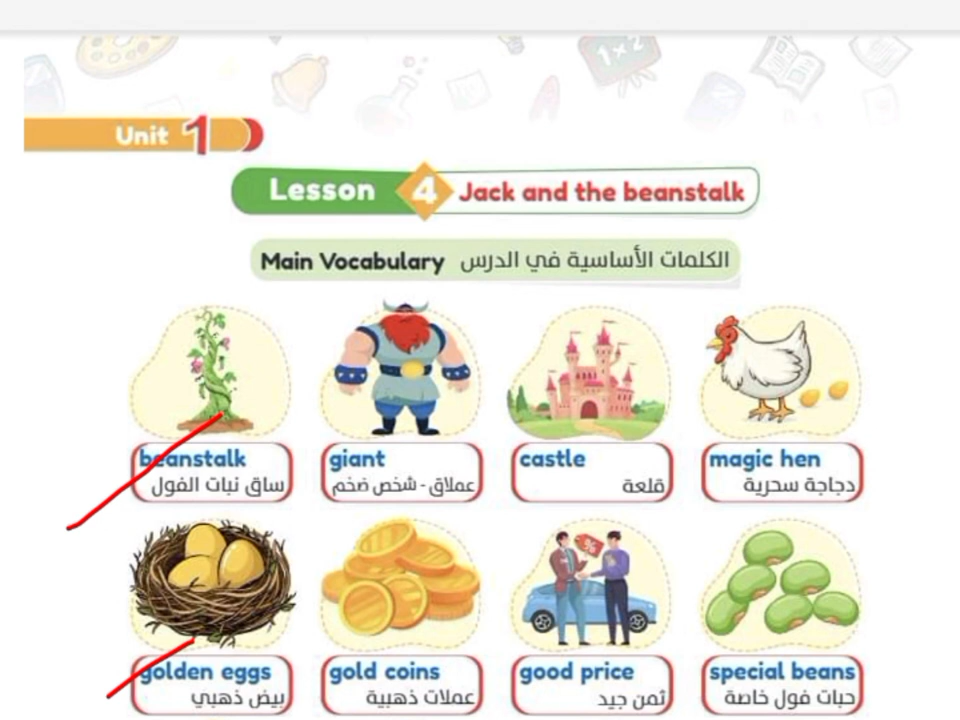 Unit 1
Lesson 4 Jack and the beanstalk
Main Vocabulary الكلمات الأساسية في الدرس
beanstalk
ساق نبات الفول
giant
عملاق - شخص ضخم
castle
قلعة
magic hen
دجاجة سحرية
golden eggs
بيض ذهبي
gold coins
عملات ذهبية
good price
ثمن جيد
special beans
حبات فول خاصة
1 x 2
%